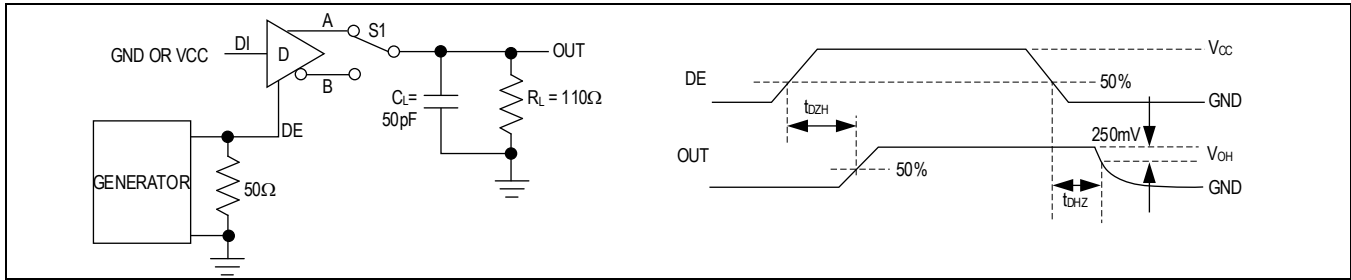 A
S1
DI
D
GND OR VCC
OUT
B
CL=
50pF
RL = 110Ω
DE
GENERATOR
50Ω
VCC
DE
50%
GND
tDZH
250mV
OUT
VOH
50%
GND
tDHZ